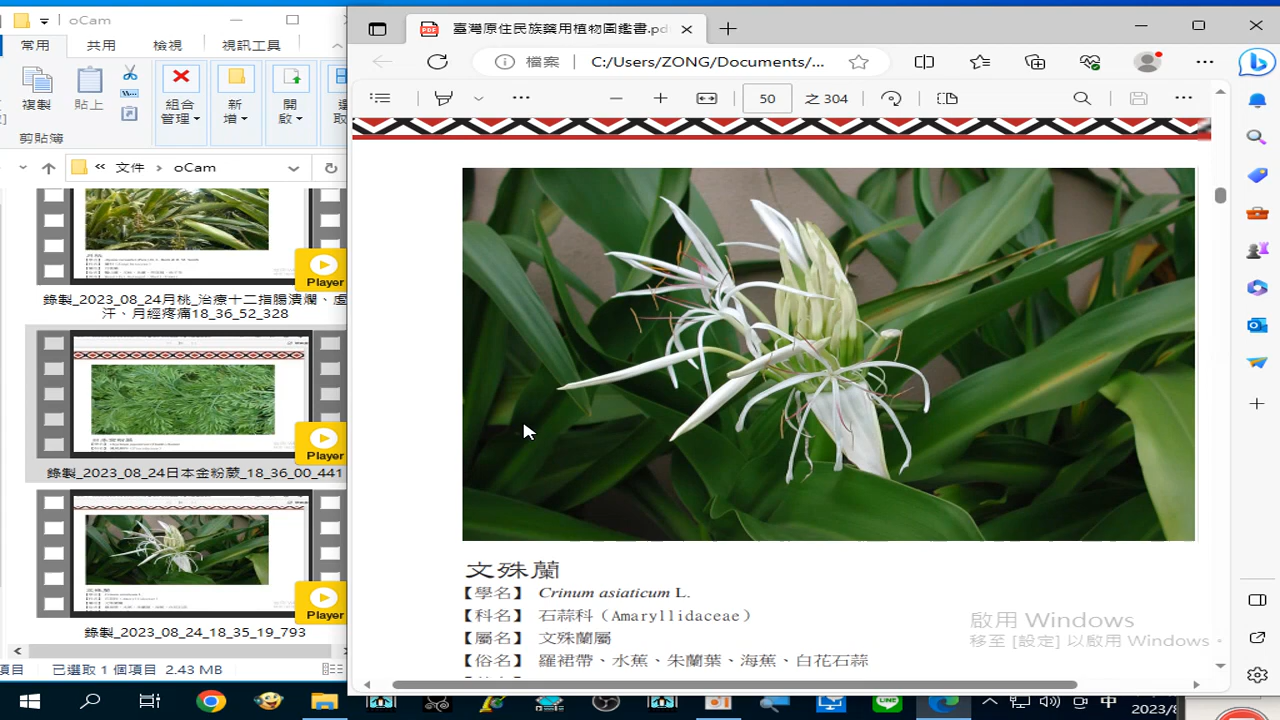 oCam
常用
共用
檢視
視訊工具
複製
貼上
組合
管理
新
增
開
啟
選
取
剪貼簿
文件
oCam
Player
錄製_2023_08_24月桃_治療十二指腸潰爛、虛
汗、月經疼痛18_36_52_328
Player
錄製_2023_08_24日本金粉蕨_18_36_00_441
Player
錄製_2023_08_24_18_35_19_793
項目
已選取 1 個項目 2.43 MB
臺灣原住民族藥用植物圖鑑書.pd
檔案
C:/Users/ZONG/Documents/...
50
之 304
文殊蘭
【學名】 Crinum asiaticum L.
【科名】 石蒜科（Amaryllidaceae）
【屬名】 文殊蘭屬
【俗名】 羅裙帶、水蕉、朱蘭葉、海蕉、白花石蒜
啟用 Windows
移至 [設定] 以啟用 Windows。
LINE
中
2023/8